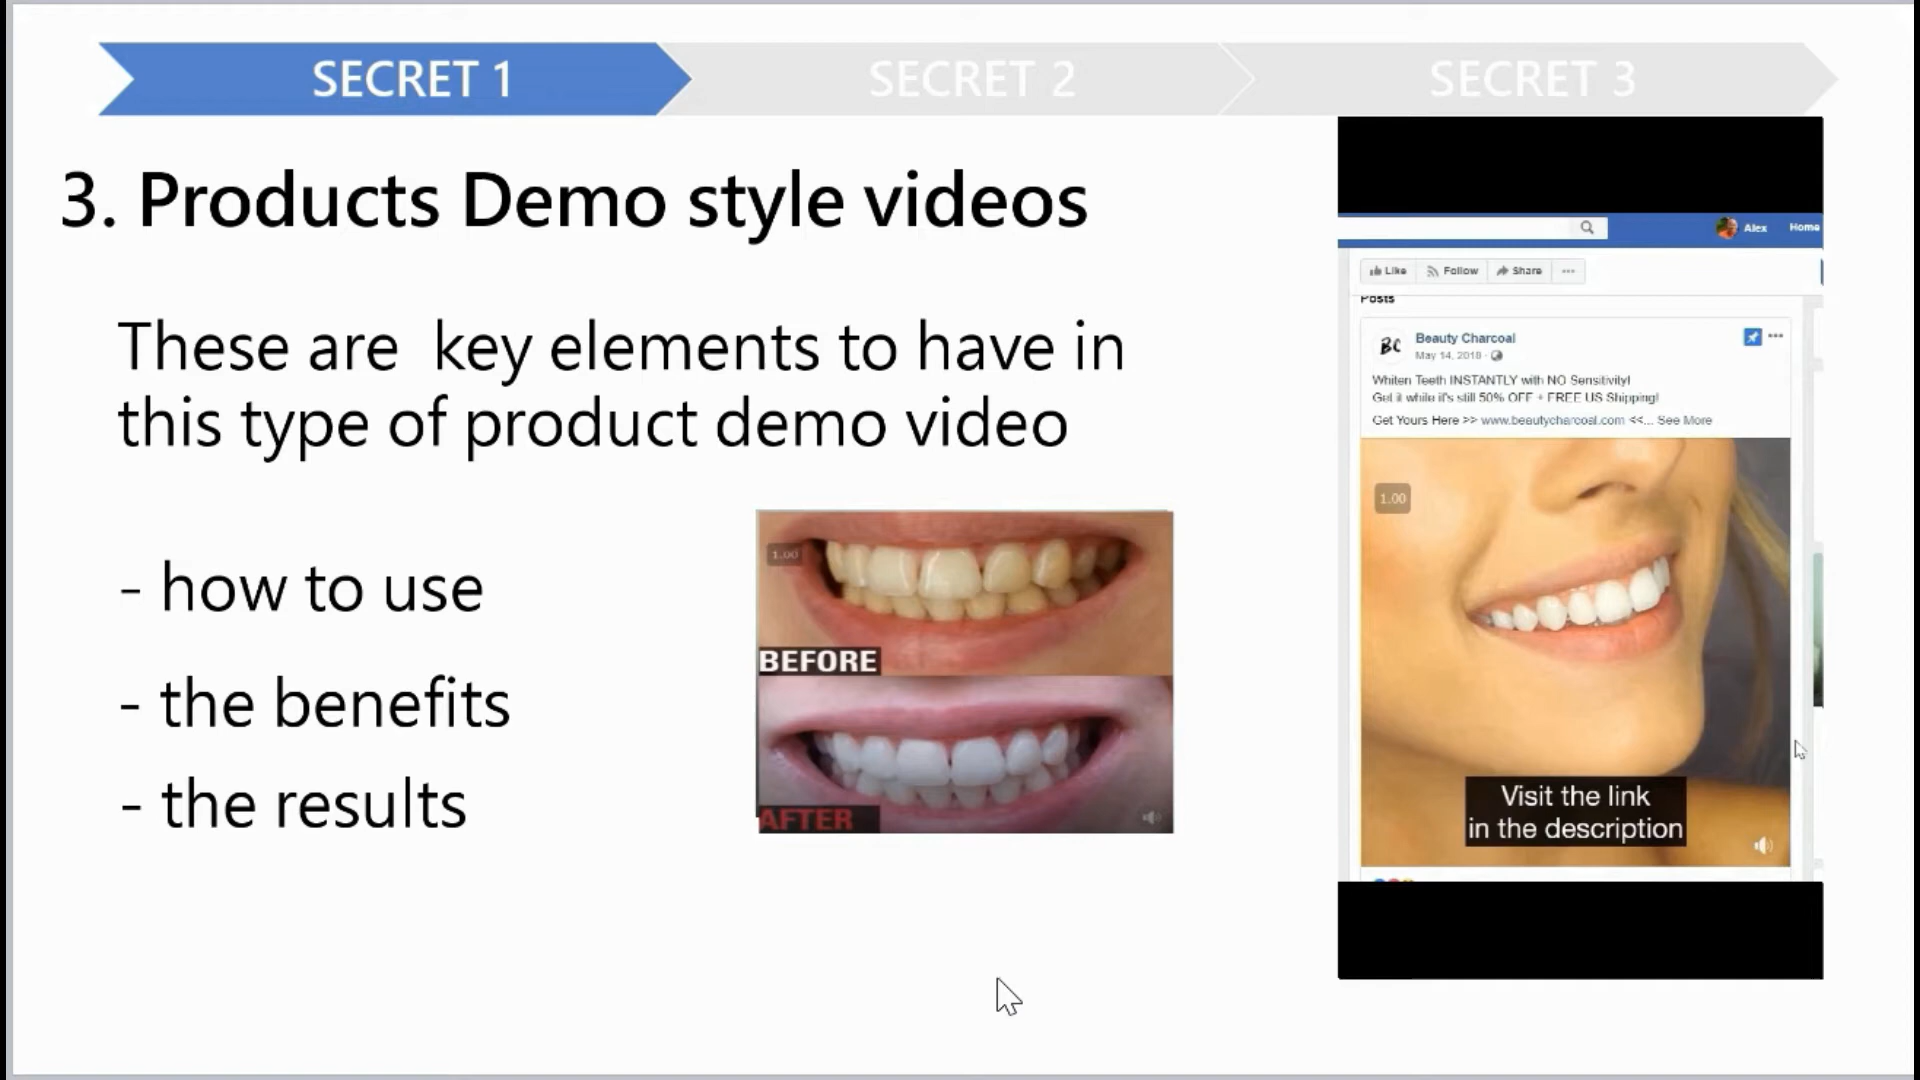 SECRET 1
SECRET 2
SECRET 3
3. Products Demo style videos
These are key elements to have in
this type of product demo video
- how to use
- the benefits
- the results
1.00
BEFORE
AFTER
Alex Home
Like Follow Share ...
Posts
BC Beauty Charcoal
May 14, 2018
Whiten Teeth INSTANTLY with NO Sensitivity!
Get it while it's still 50% OFF + FREE US Shipping!
Get Yours Here >> www.beautycharcoal.com <<... See More
1.00
Visit the link
in the description